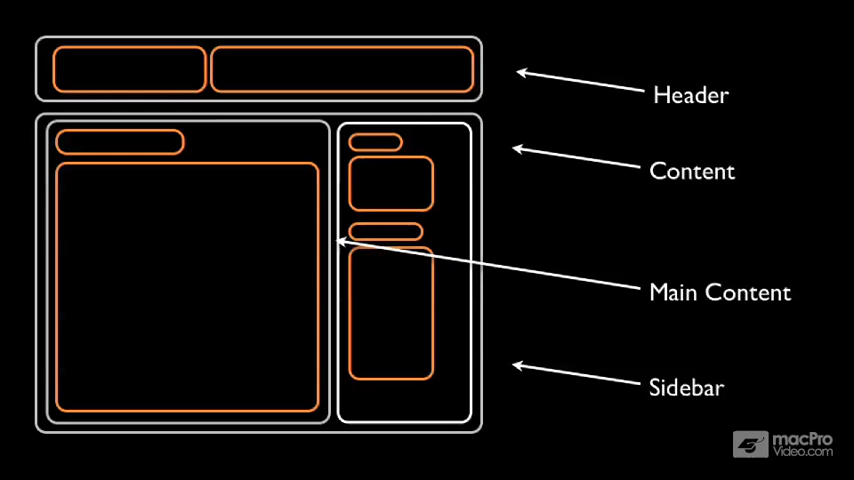 Header
Content
Main Content
Sidebar
macPro
Video.com